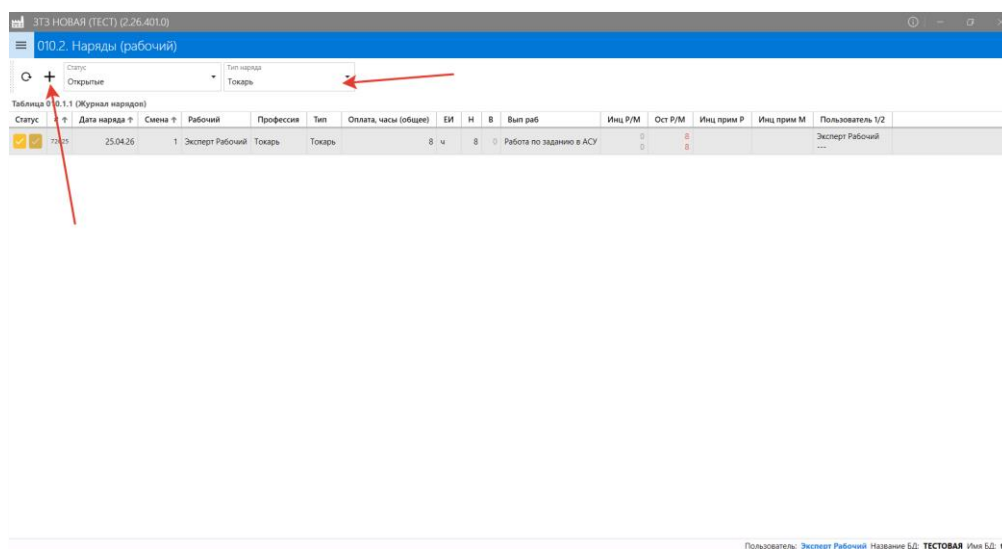 ЗТЗ НОВАЯ (ТЕСТ) (2.26.401.0)
010.2. Наряды (рабочий)
Статус
Открытые
Тип наряда
Токарь
Таблица 010.1.1 (Журнал нарядов)
Статус # Дата наряда Смена Рабочий Профессия Тип Оплата, часы (общее) ЕИ Н В Вып раб Инц Р/М Ост Р/М Инц прим Р Инц прим М Пользователь 1/2
25.04.26 1 Эксперт Рабочий Токарь Токарь 8 ч 8 0 Работа по заданию в АСУ 0 8 Эксперт Рабочий
0 8 ---
Пользователь: Эксперт Рабочий Название БД: ТЕСТОВАЯ Имя БД: